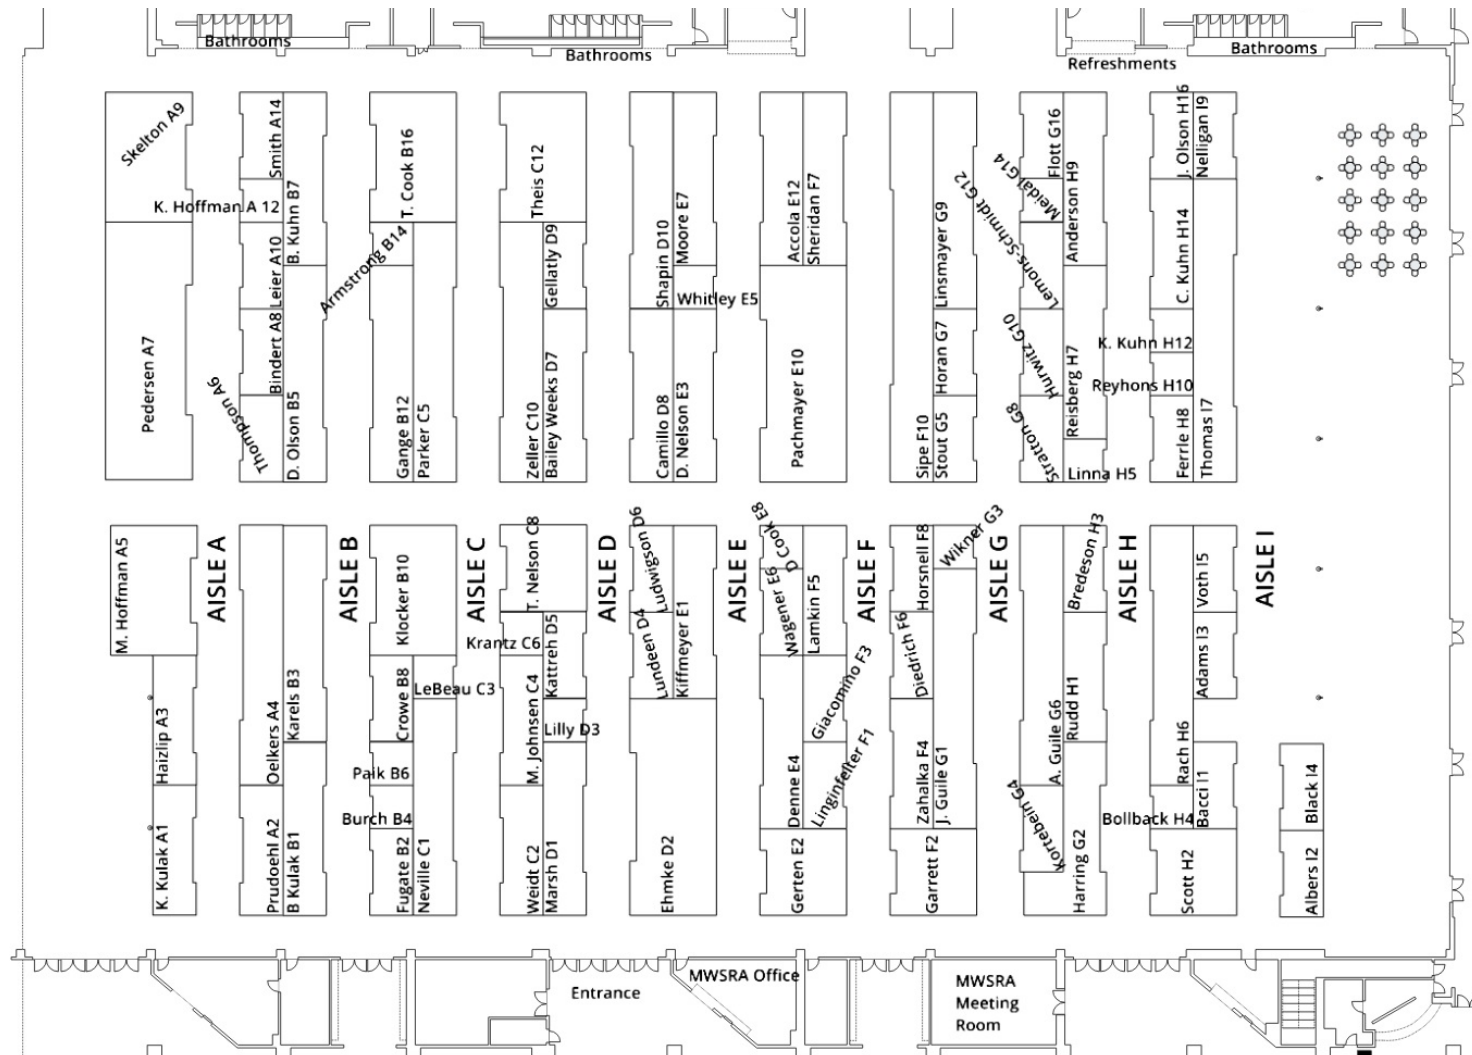 Bathrooms
Bathrooms
Bathrooms
Refreshments
Skelton A9
Pedersen A7
Smith A14
K. Hoffman A 12
Leier A10
Bindert A8
Thompson A6
B. Kuhn B7
D. Olson B5
T. Cook B16
Armstrong B14
Gange B12
Parker C5
Theis C12
Gellatly D9
Zeller C10
Bailey Weeks D7
Shapin D10
Moore E7
Whitley E5
Camillo D8
D. Nelson E3
Accola E12
Sheridan F7
Pachmayer E10
Linsmayer G9
Horan G7
Sipe F10
Stout G5
Flott G16
Meidal G14
Lemons-Schmidt G12
Hurwitz G10
Stratton G8
Anderson H9
Reisberg H7
Linna H5
J. Olson H16
Nelligan I9
C. Kuhn H14
K. Kuhn H12
Reyhons H10
Ferrle H8
Thomas I7
AISLE A
AISLE B
AISLE C
AISLE D
AISLE E
AISLE F
AISLE G
AISLE H
AISLE I
M. Hoffman A5
Haizlip A3
K. Kulak A1
Oelkers A4
Karels B3
Prudoehl A2
B Kulak B1
Klocker B10
Crowe B8
LeBeau C3
Paik B6
Burch B4
Fugate B2
Neville C1
T. Nelson C8
Krantz C6
Kattreh D5
M. Johnsen C4
Lilly D3
Weidt C2
Marsh D1
Ludwigson D6
Lundeen D4
Kiffmeyer E1
Ehmke D2
D Cook E8
Wagener E6
Lamkin F5
Giacomino F3
Denne E4
Linginfelter F1
Gerten E2
Horsnell F8
Wikner G3
Diedrich F6
Zahalka F4
J. Guile G1
Garrett F2
Bredeson H3
A. Guile G6
Rudd H1
Kortebein G4
Harring G2
Voth I5
Adams I3
Rach H6
Bacci I1
Bollback H4
Scott H2
Black I4
Albers I2
Entrance
MWSRA Office
MWSRA
Meeting
Room